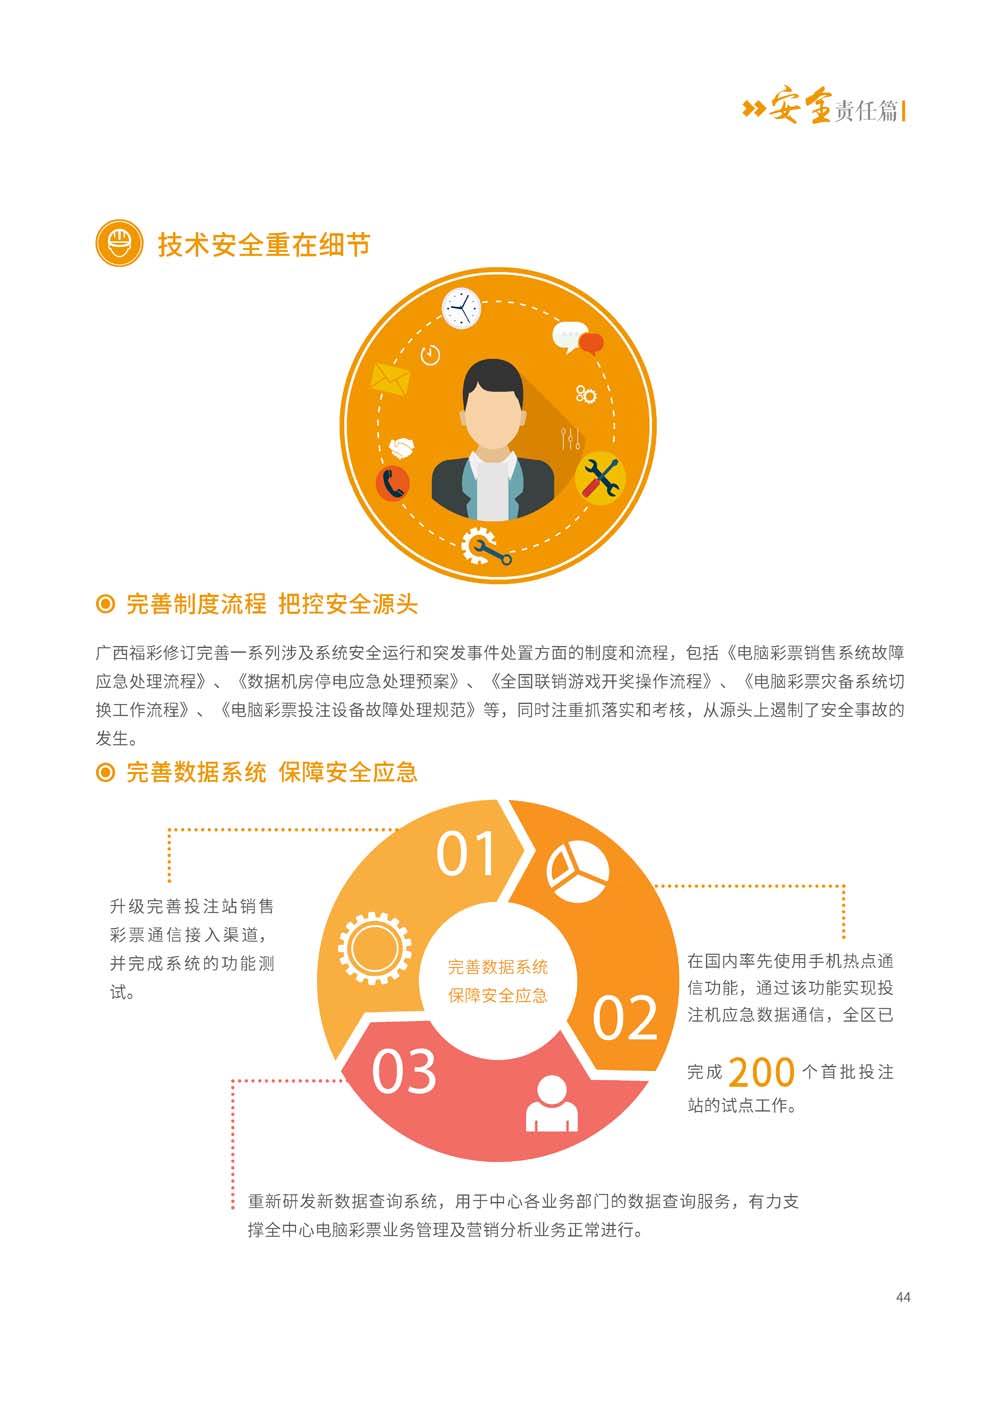 安全责任篇
技术安全重在细节
完善制度流程 把控安全源头
广西福彩修订完善一系列涉及系统安全运行和突发事件处置方面的制度和流程，包括《电脑彩票销售系统故障
应急处理流程》、《数据机房停电应急处理预案》、《全国联销游戏开奖操作流程》、《电脑彩票灾备系统切
换工作流程》、《电脑彩票投注设备故障处理规范》等，同时注重抓落实和考核，从源头上遏制了安全事故的
发生。
完善数据系统 保障安全应急
01
升级完善投注站销售
彩票通信接入渠道，
并完成系统的功能测
试。
完善数据系统
保障安全应急
02
在国内率先使用手机热点通
信功能，通过该功能实现投
注机应急数据通信，全区已
完成200个首批投注
站的试点工作。
03
重新研发新数据查询系统，用于中心各业务部门的数据查询服务，有力支
撑全中心电脑彩票业务管理及营销分析业务正常进行。
44